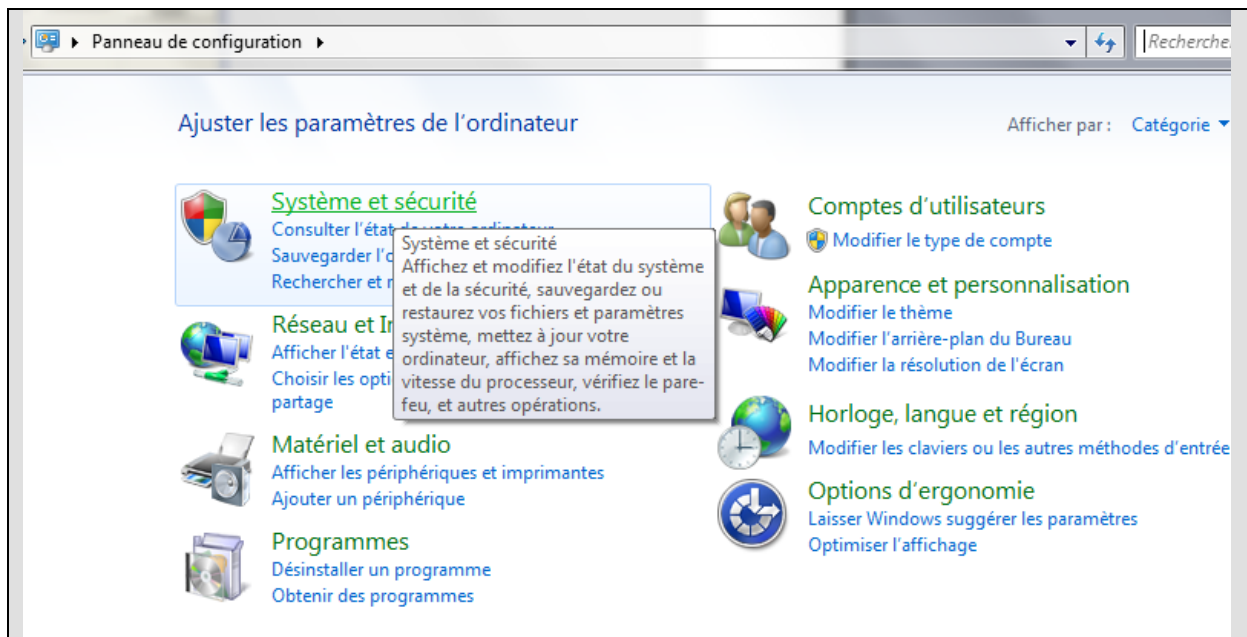 Panneau de configuration
Recherche
Ajuster les paramètres de l'ordinateur
Afficher par : Catégorie
Système et sécurité
Consulter l'état de votre ordinateur
Sauvegarder l'
Rechercher et
Système et sécurité
Affichez et modifiez l'état du système
et de la sécurité, sauvegardez ou
restaurez vos fichiers et paramètres
système, mettez à jour votre
ordinateur, affichez sa mémoire et la
vitesse du processeur, vérifiez le pare-
feu, et autres opérations.
Réseau et
Afficher l'état
Choisir les
partage
Matériel et audio
Afficher les périphériques et imprimantes
Ajouter un périphérique
Programmes
Désinstaller un programme
Obtenir des programmes
Comptes d'utilisateurs
Modifier le type de compte
Apparence et personnalisation
Modifier le thème
Modifier l'arrière-plan du Bureau
Modifier la résolution de l'écran
Horloge, langue et région
Modifier les claviers ou les autres méthodes d'entrée
Options d'ergonomie
Laisser Windows suggérer les paramètres
Optimiser l'affichage